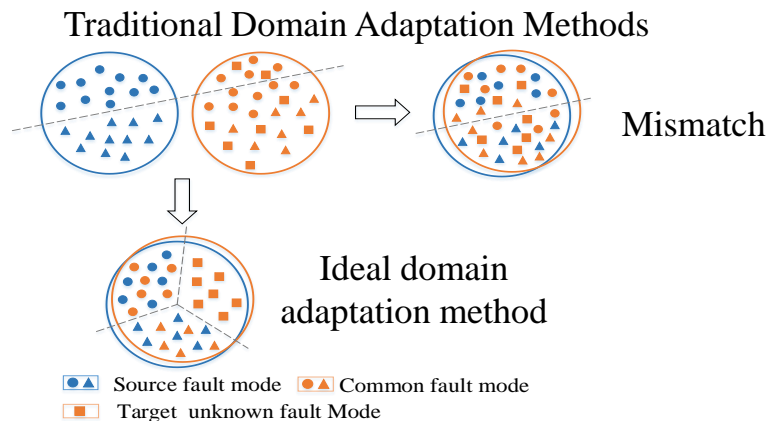 Traditional Domain Adaptation Methods
Mismatch
Ideal domain
adaptation method
Source fault mode
Common fault mode
Target unknown fault Mode